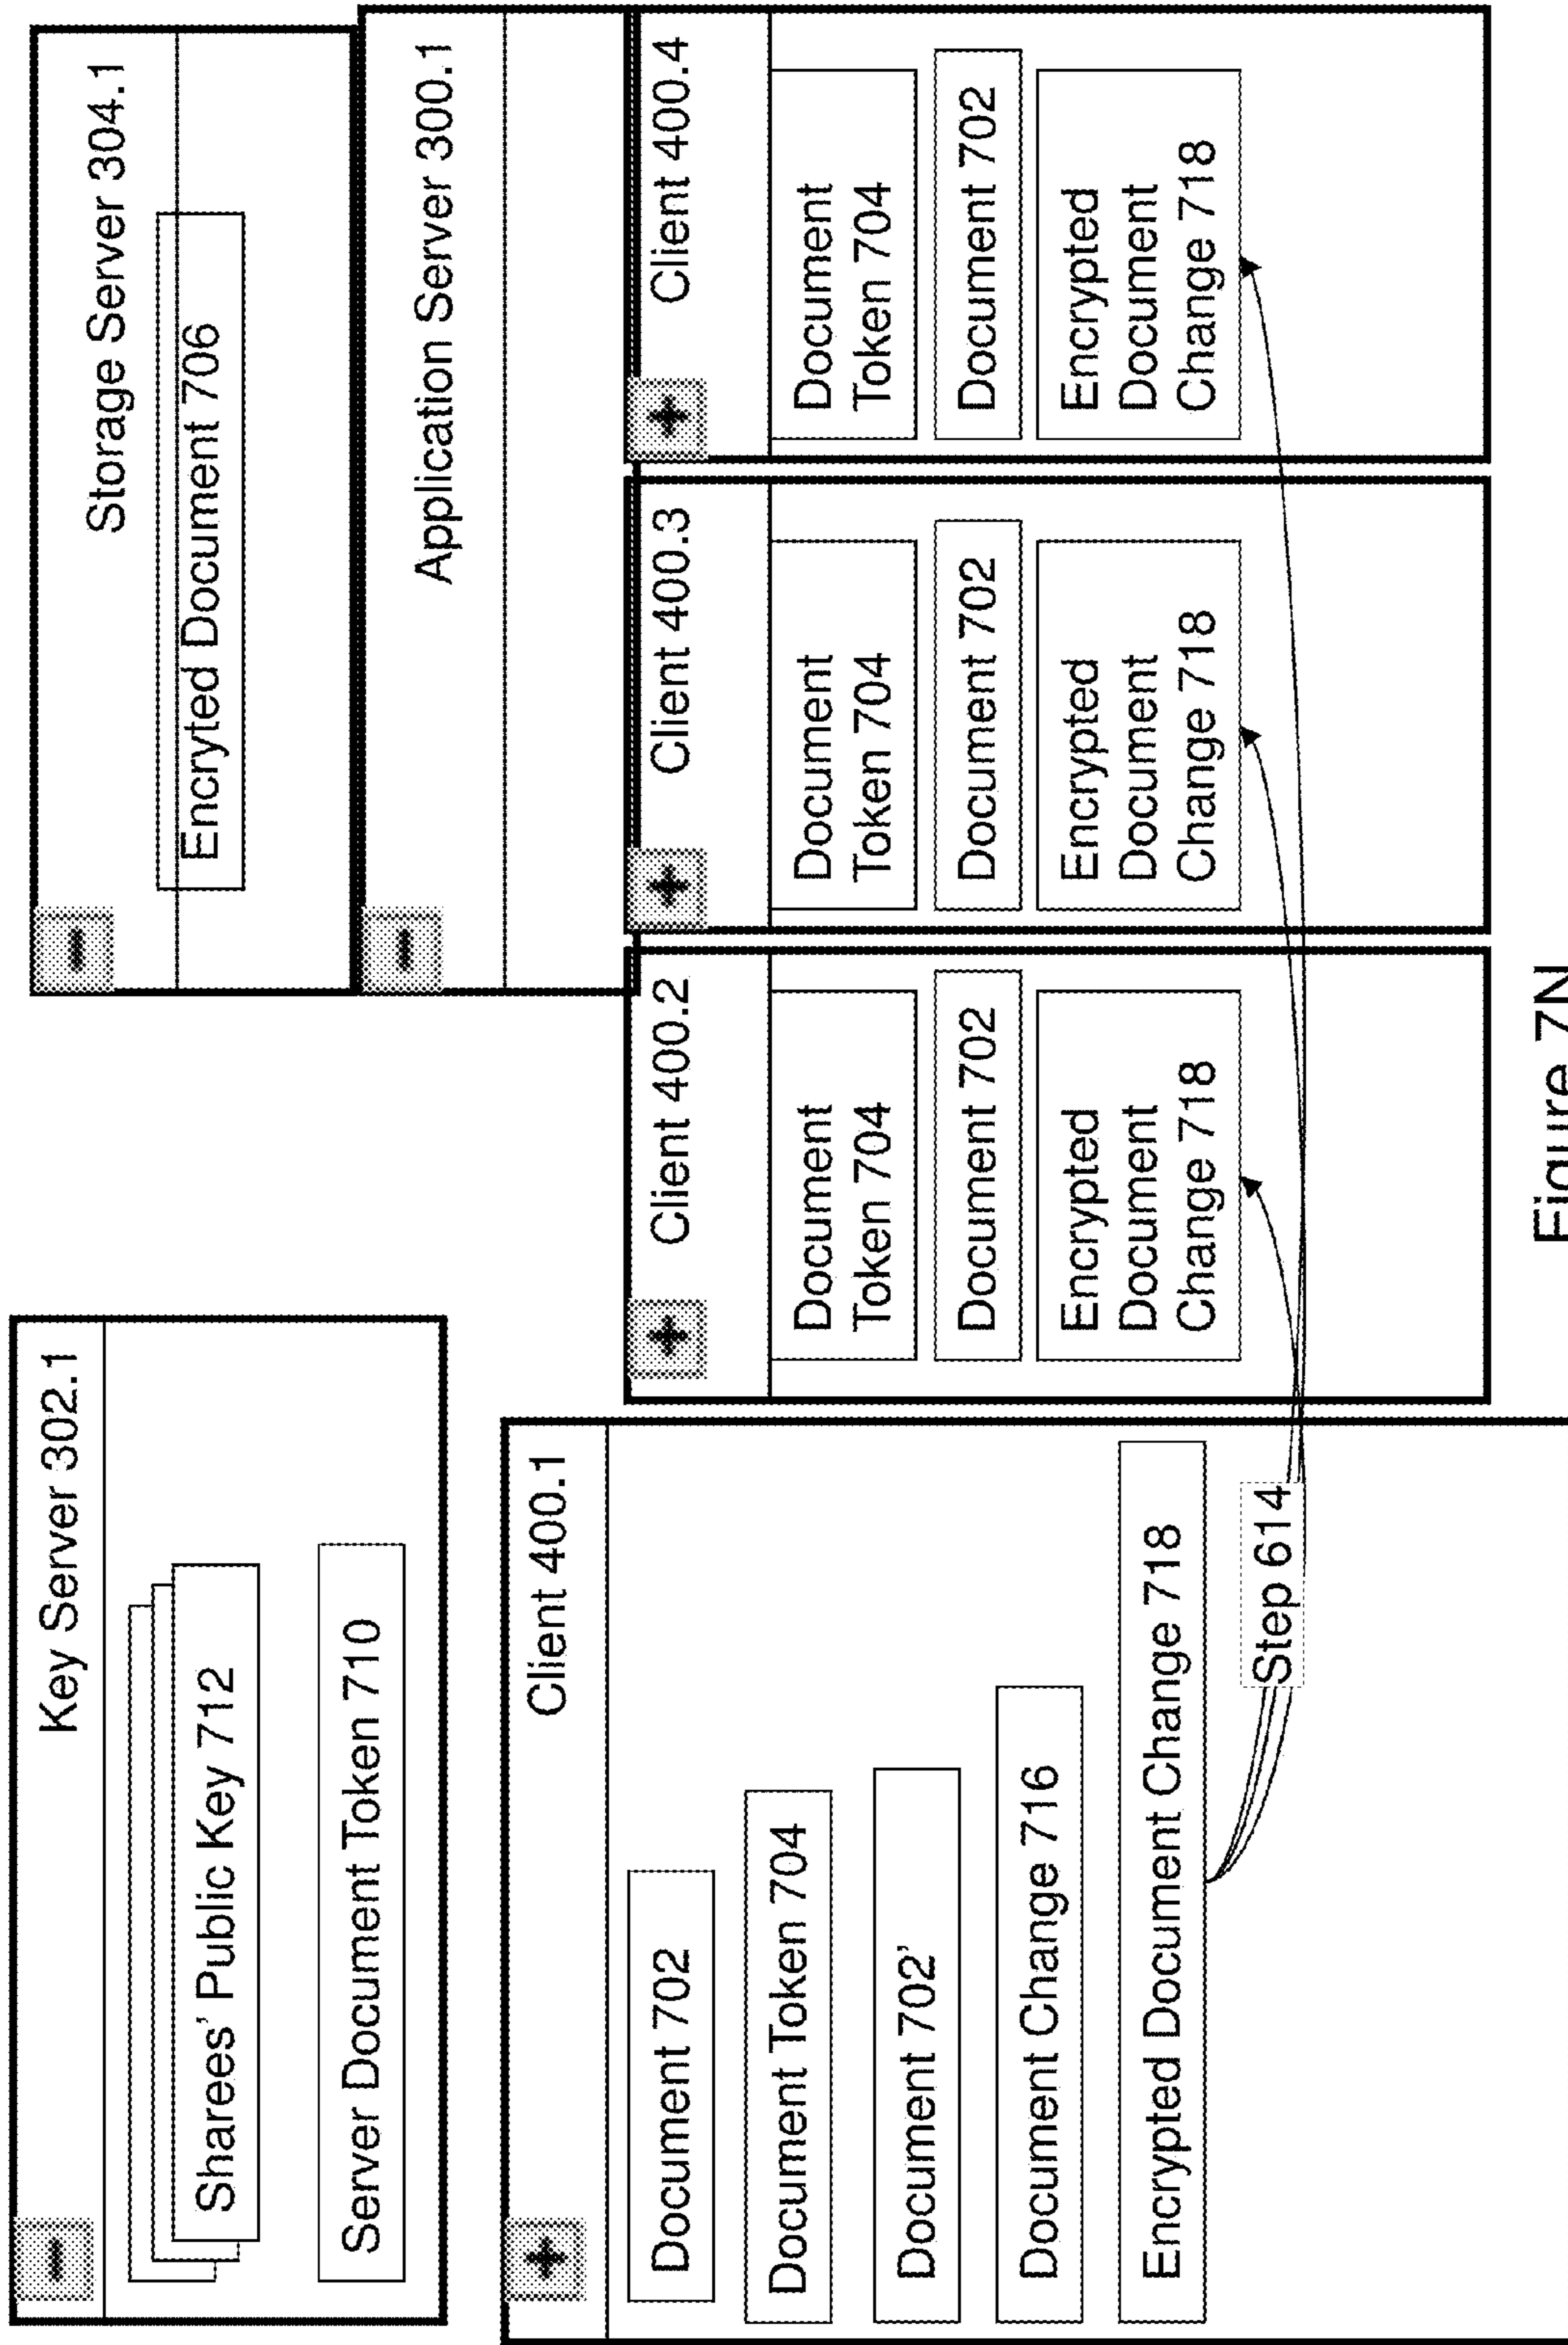 Key Server 302.1
Sharees' Public Key 712
Server Document Token 710
Storage Server 304.1
Encryted Document 706
Application Server 300.1
Client 400.1
Document 702
Document Token 704
Document 702'
Document Change 716
Encrypted Document Change 718
Step 614
Client 400.2
Document
Token 704
Document 702
Encrypted
Document
Change 718
Client 400.3
Document
Token 704
Document 702
Encrypted
Document
Change 718
Client 400.4
Document
Token 704
Document 702
Encrypted
Document
Change 718
Figure 7N